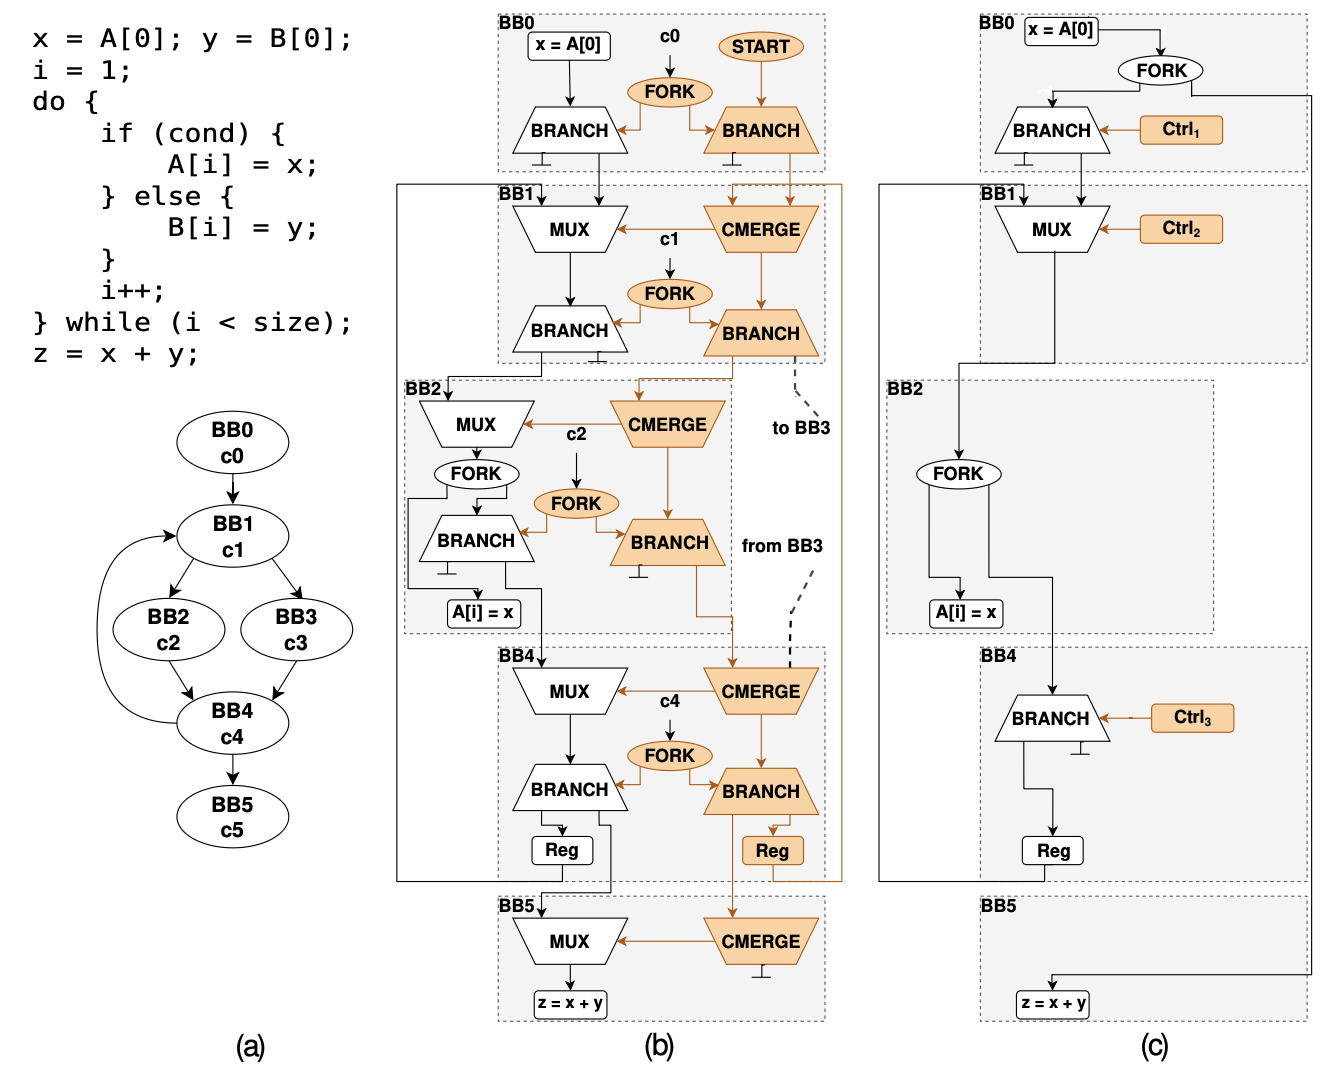 x = A[0]; y = B[0];
i = 1;
do {
if (cond) {
A[i] = x;
} else {
B[i] = y;
}
i++;
} while (i < size);
z = x + y;
BB0
c0
BB1
c1
BB2
c2
BB3
c3
BB4
c4
BB5
c5
(a)
BB0
x = A[0]
c0
START
FORK
BRANCH
BRANCH
BB1
MUX
CMERGE
c1
FORK
BRANCH
BRANCH
BB2
MUX
CMERGE
to BB3
c2
FORK
FORK
BRANCH
BRANCH
from BB3
A[i] = x
BB4
MUX
CMERGE
c4
FORK
BRANCH
BRANCH
Reg
Reg
BB5
MUX
CMERGE
z = x + y
(b)
BB0
x = A[0]
FORK
BRANCH
Ctrl₁
BB1
MUX
Ctrl₂
BB2
FORK
A[i] = x
BB4
BRANCH
Ctrl₃
Reg
BB5
z = x + y
(c)